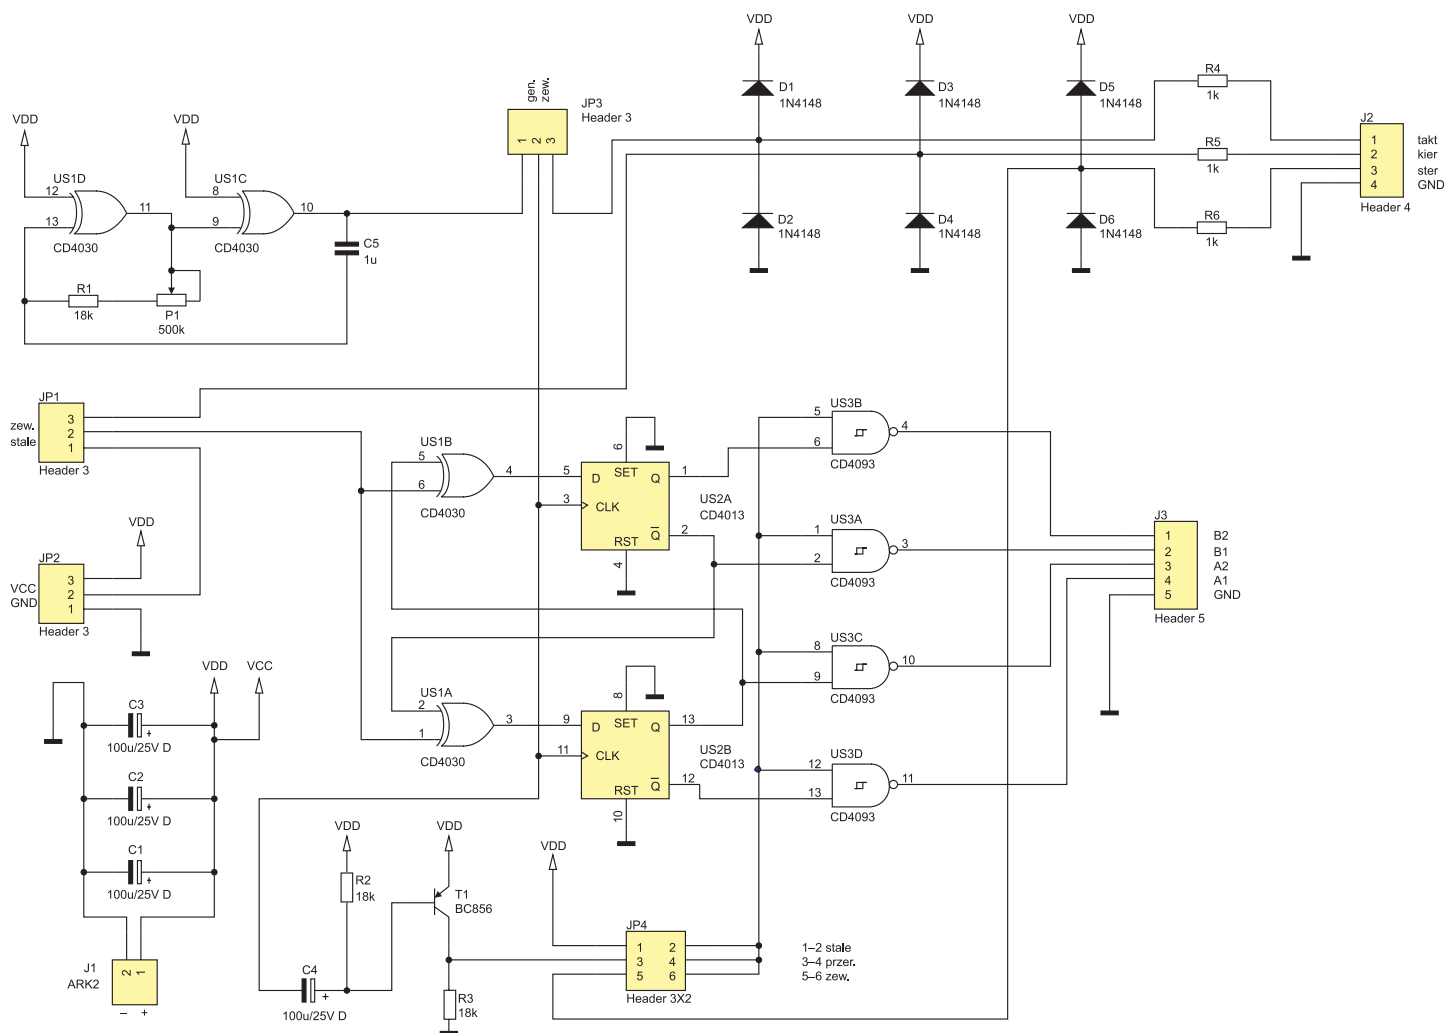 VDD
VDD
US1D
12
13
11
CD4030
US1C
8
9
10
CD4030
R1
18k
P1
500k
C5
1u
gen.
zew.
1
2
3
JP3
Header 3
VDD
VDD
VDD
D1
1N4148
D3
1N4148
D5
1N4148
D2
1N4148
D4
1N4148
D6
1N4148
R4
1k
R5
1k
R6
1k
J2
1
2
3
4
takt
kier
ster
GND
Header 4
JP1
zew.
stale
3
2
1
Header 3
VDD
JP2
VCC
GND
3
2
1
Header 3
US1B
5
6
4
CD4030
5
3
D
SET
Q
CLK
RST
Q
6
1
2
4
US2A
CD4013
US1A
2
1
3
CD4030
9
11
D
SET
Q
CLK
RST
Q
8
13
12
10
US2B
CD4013
US3B
5
6
4
CD4093
US3A
1
2
3
CD4093
US3C
8
9
10
CD4093
US3D
12
13
11
CD4093
J3
1
2
3
4
5
B2
B1
A2
A1
GND
Header 5
VDD
VCC
C3
+
100u/25V D
C2
+
100u/25V D
C1
+
100u/25V D
J1
ARK2
2
1
–
+
VDD
R2
18k
VDD
T1
BC856
C4
+
100u/25V D
R3
18k
VDD
JP4
1
2
3
4
5
6
Header 3X2
1–2 stale
3–4 przer.
5–6 zew.